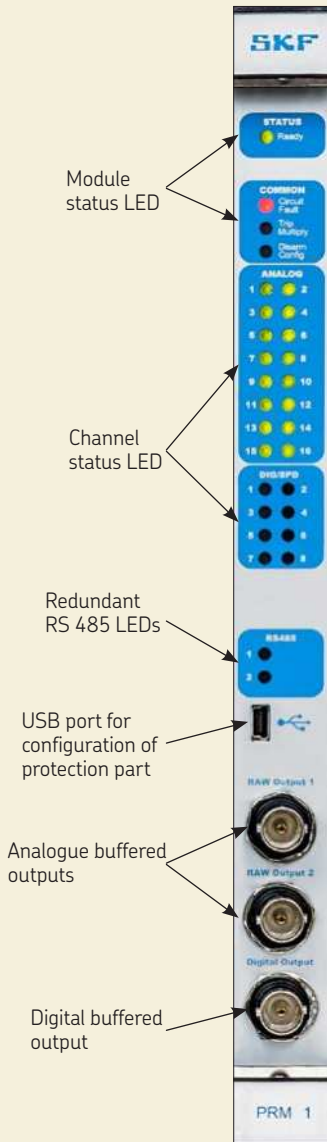 SKF
STATUS
Ready
Module
status LED
COMMON
Circuit
Fault
Trip
Multiply
Disarm
Config
ANALOG
1 2
3 4
5 6
7 8
9 10
11 12
13 14
15 16
Channel
status LED
DIG/SPD
1 2
3 4
5 6
7 8
Redundant
RS 485 LEDs
RS485
1
2
USB port for
configuration of
protection part
RAW Output 1
Analogue buffered
outputs
RAW Output 2
Digital Output
Digital buffered
output
PRM 1